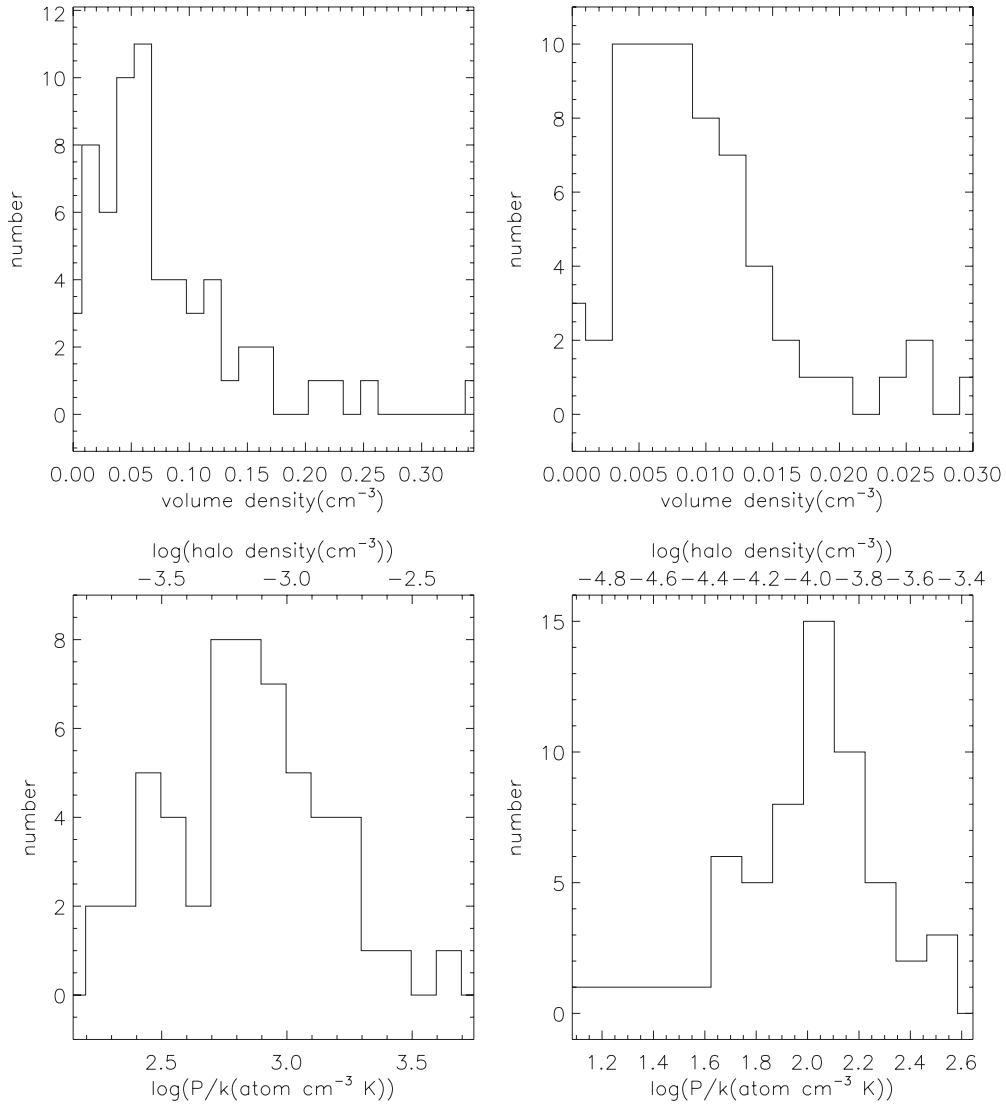 12
10
8
6
4
2
0
number
0.00 0.05 0.10 0.15 0.20 0.25 0.30
volume density(cm⁻³)
10
8
6
4
2
0
number
0.000 0.005 0.010 0.015 0.020 0.025 0.030
volume density(cm⁻³)
log(halo density(cm⁻³))
−3.5 −3.0 −2.5
8
6
4
2
0
number
2.5 3.0 3.5
log(P/k(atom cm⁻³ K))
log(halo density(cm⁻³))
−4.8 −4.6 −4.4 −4.2 −4.0 −3.8 −3.6 −3.4
15
10
5
0
number
1.2 1.4 1.6 1.8 2.0 2.2 2.4 2.6
log(P/k(atom cm⁻³ K))